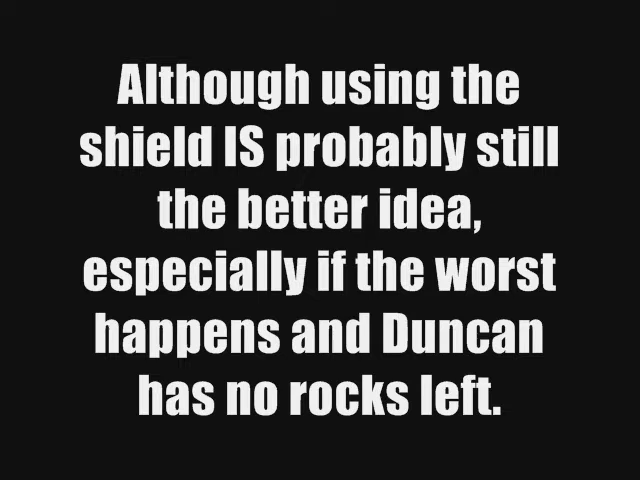 Although using the
shield IS probably still
the better idea,
especially if the worst
happens and Duncan
has no rocks left.